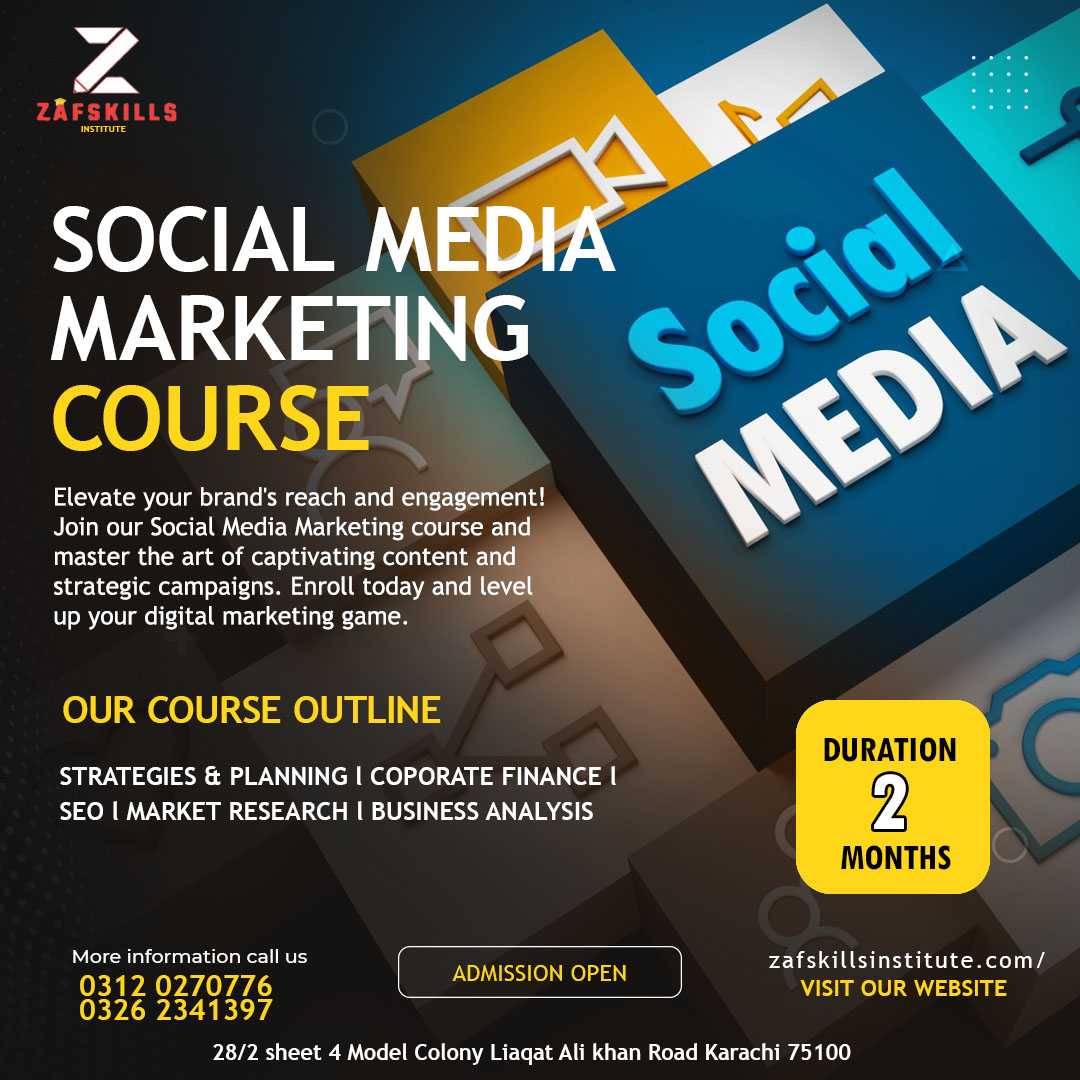 ZAFSKILLS
INSTITUTE
SOCIAL MEDIA
MARKETING
COURSE
Social
MEDIA
Elevate your brand's reach and engagement!
Join our Social Media Marketing course and
master the art of captivating content and
strategic campaigns. Enroll today and level
up your digital marketing game.
OUR COURSE OUTLINE
STRATEGIES & PLANNING l COPORATE FINANCE l
SEO l MARKET RESEARCH l BUSINESS ANALYSIS
DURATION
2
MONTHS
More information call us
0312 0270776
0326 2341397
ADMISSION OPEN
zafskillsinstitute.com/
VISIT OUR WEBSITE
28/2 sheet 4 Model Colony Liaqat Ali khan Road Karachi 75100